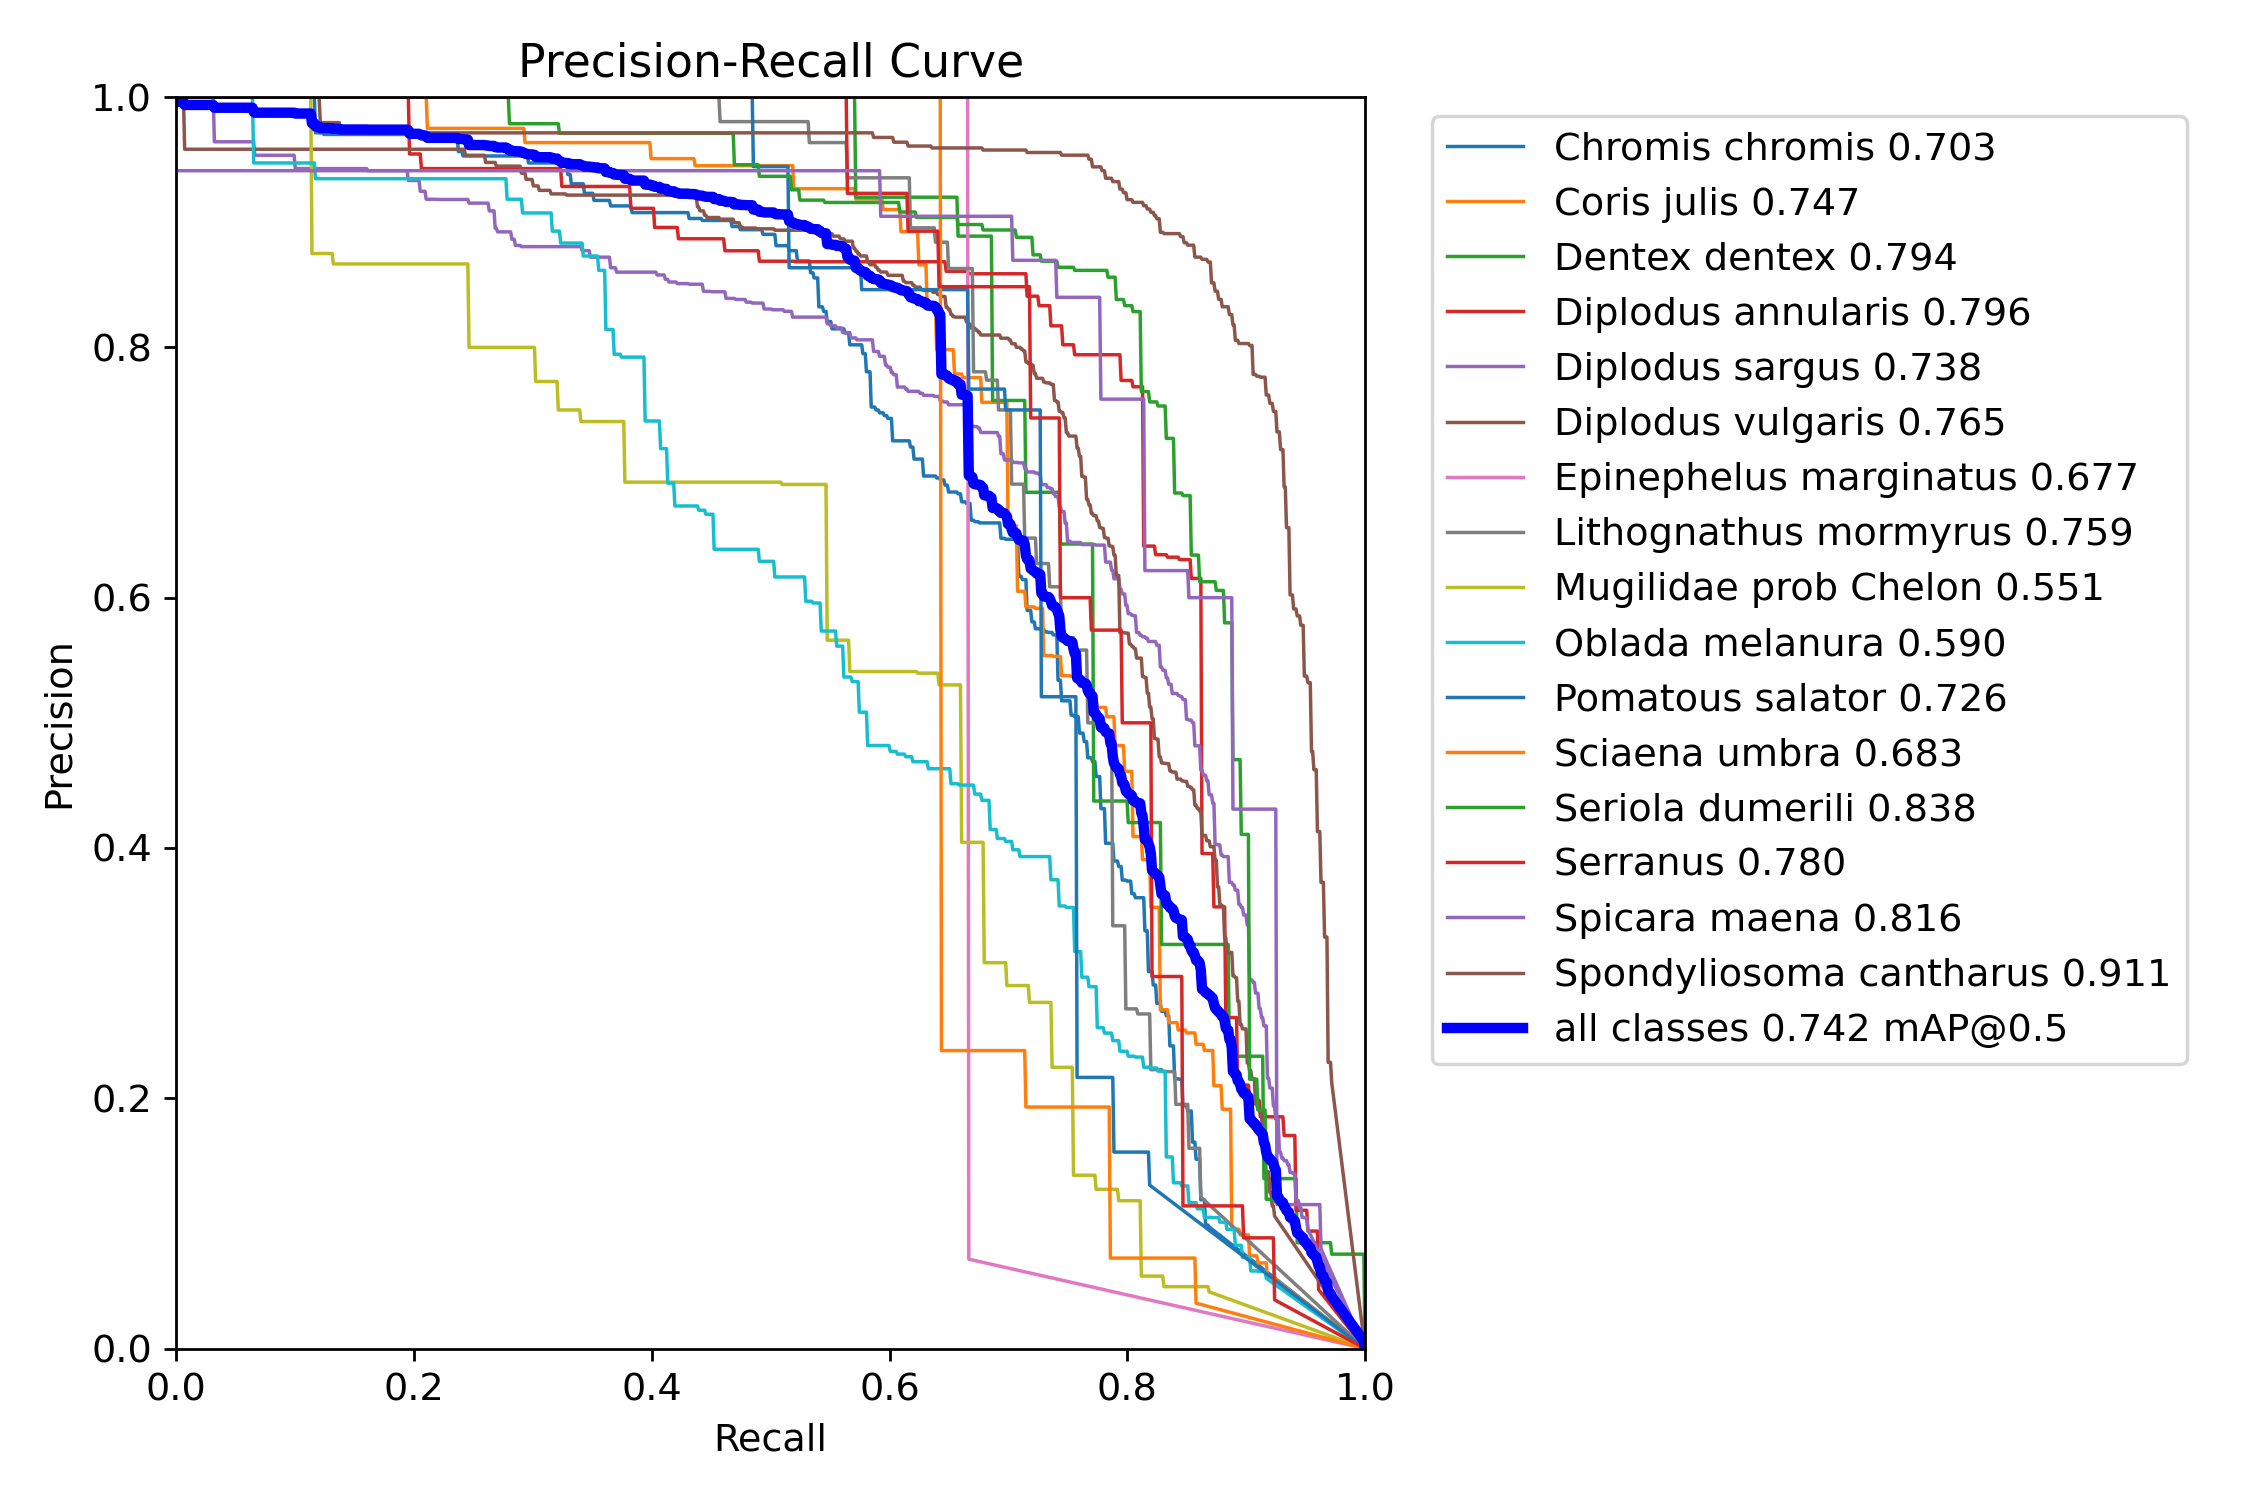 Precision-Recall Curve
1.0
0.8
0.6
0.4
0.2
0.0
Precision
0.0 0.2 0.4 0.6 0.8 1.0
Recall
Chromis chromis 0.703
Coris julis 0.747
Dentex dentex 0.794
Diplodus annularis 0.796
Diplodus sargus 0.738
Diplodus vulgaris 0.765
Epinephelus marginatus 0.677
Lithognathus mormyrus 0.759
Mugilidae prob Chelon 0.551
Oblada melanura 0.590
Pomatous salator 0.726
Sciaena umbra 0.683
Seriola dumerili 0.838
Serranus 0.780
Spicara maena 0.816
Spondyliosoma cantharus 0.911
all classes 0.742 mAP@0.5